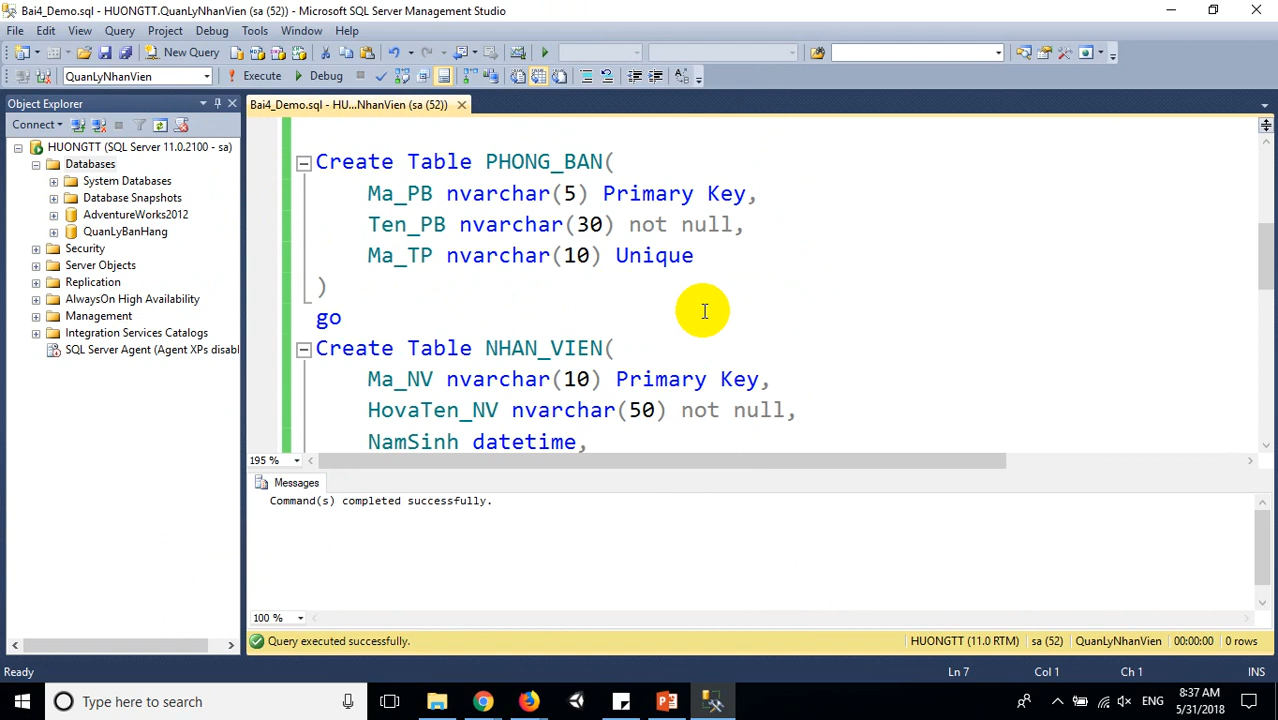 Bai4_Demo.sql - HUONGTT.QuanLyNhanVien (sa (52)) - Microsoft SQL Server Management Studio
File Edit View Query Project Debug Tools Window Help
New Query
QuanLyNhanVien Execute Debug
Object Explorer
Bai4_Demo.sql - HU...NhanVien (sa (52))
Connect
HUONGTT (SQL Server 11.0.2100 - sa)
Databases
System Databases
Database Snapshots
AdventureWorks2012
QuanLyBanHang
Security
Server Objects
Replication
AlwaysOn High Availability
Management
Integration Services Catalogs
SQL Server Agent (Agent XPs disabl
Create Table PHONG_BAN(
Ma_PB nvarchar(5) Primary Key,
Ten_PB nvarchar(30) not null,
Ma_TP nvarchar(10) Unique
)
go
Create Table NHAN_VIEN(
Ma_NV nvarchar(10) Primary Key,
HovaTen_NV nvarchar(50) not null,
NamSinh datetime,
195 %
Messages
Command(s) completed successfully.
100 %
Query executed successfully. HUONGTT (11.0 RTM) sa (52) QuanLyNhanVien 00:00:00 0 rows
Ready Ln 7 Col 1 Ch 1 INS
Type here to search ENG 8:37 AM
5/31/2018